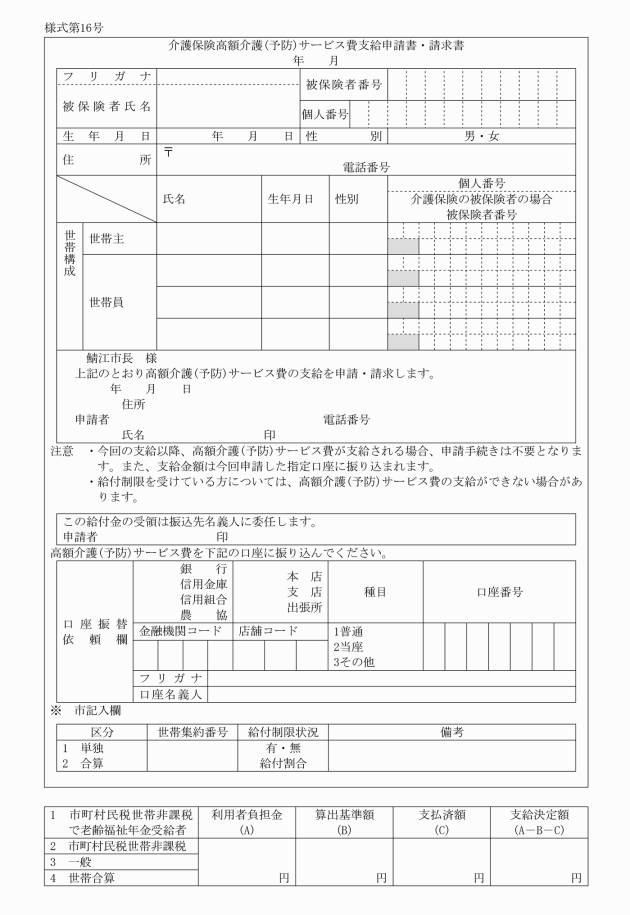 様式第16号
介護保険高額介護(予防)サービス費支給申請書・請求書
年　月
フリガナ
被保険者番号
被保険者氏名
個人番号
生年月日　年　月　日　性別　男・女
住所　〒
電話番号
氏名　生年月日　性別　個人番号
介護保険の被保険者の場合
被保険者番号
世帯構成
世帯主
世帯員
鯖江市長　様
上記のとおり高額介護(予防)サービス費の支給を申請・請求します。
年　月　日
住所
申請者　電話番号
氏名　印
注意　・今回の支給以降、高額介護(予防)サービス費が支給される場合、申請手続きは不要となりま
す。また、支給金額は今回申請した指定口座に振り込まれます。
・給付制限を受けている方については、高額介護(予防)サービス費の支給ができない場合があ
ります。
この給付金の受領は振込先名義人に委任します。
申請者　印
高額介護(予防)サービス費を下記の口座に振り込んでください。
口座振替
依頼欄
銀行
信用金庫
信用組合
農協
本店
支店
出張所
種目
口座番号
金融機関コード　店舗コード
1普通
2当座
3その他
フリガナ
口座名義人
※　市記入欄
区分　世帯集約番号　給付制限状況　備考
1　単独　有・無
2　合算　給付割合
1　市町村民税世帯非課税　利用者負担金　算出基準額　支払済額　支給決定額
で老齢福祉年金受給者　(A)　(B)　(C)　(A－B－C)
2　市町村民税世帯非課税
3　一般
4　世帯合算　円　円　円　円